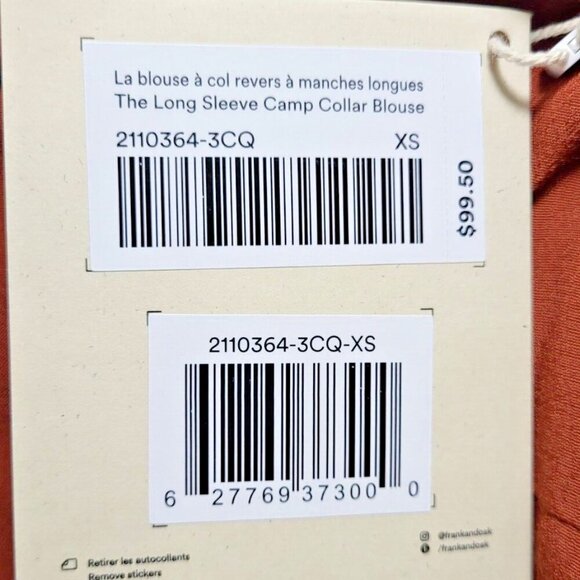 La blouse à col revers à manches longues
The Long Sleeve Camp Collar Blouse
2110364-3CQ XS
$99.50
2110364-3CQ-XS
6 27769 37300 0
@frankandoak
/frankandoak
Retirer les autocollants
Remove stickers